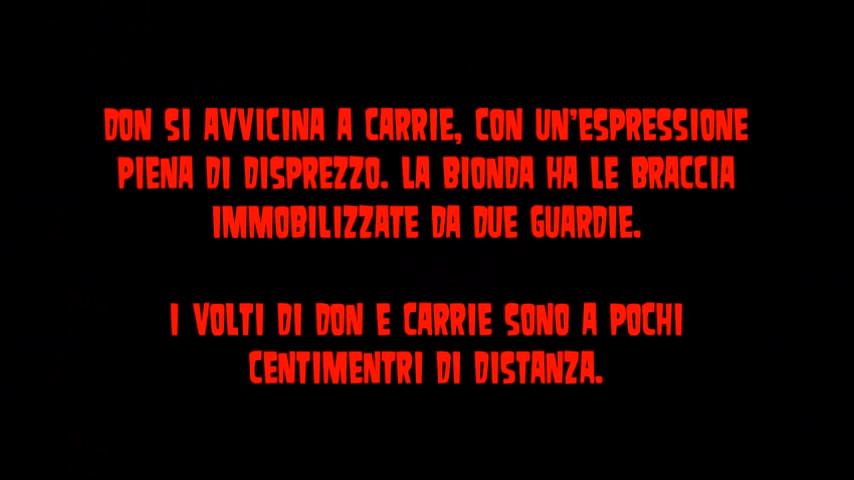 DON SI AVVICINA A CARRIE, CON UN'ESPRESSIONE
PIENA DI DISPREZZO. LA BIONDA HA LE BRACCIA
IMMOBILIZZATE DA DUE GUARDIE.
I VOLTI DI DON E CARRIE SONO A POCHI
CENTIMENTRI DI DISTANZA.